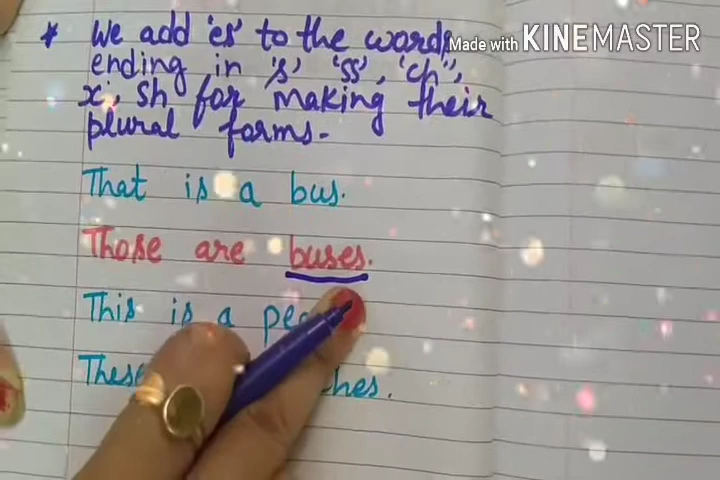 * We add 'es' to the words
Made with KINEMASTER
ending in 's' 'ss', 'ch",
x', sh for making their
plural forms-
That is a bus.
Those are buses.
This is a
These